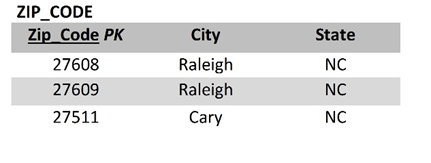 ZIP_CODE
Zip_Code PK City State
27608 Raleigh NC
27609 Raleigh NC
27511 Cary NC